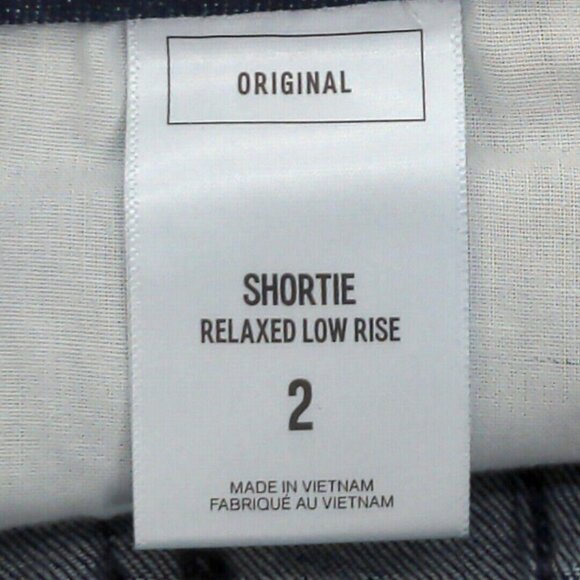 ORIGINAL
SHORTIE
RELAXED LOW RISE
2
MADE IN VIETNAM
FABRIQUÉ AU VIETNAM